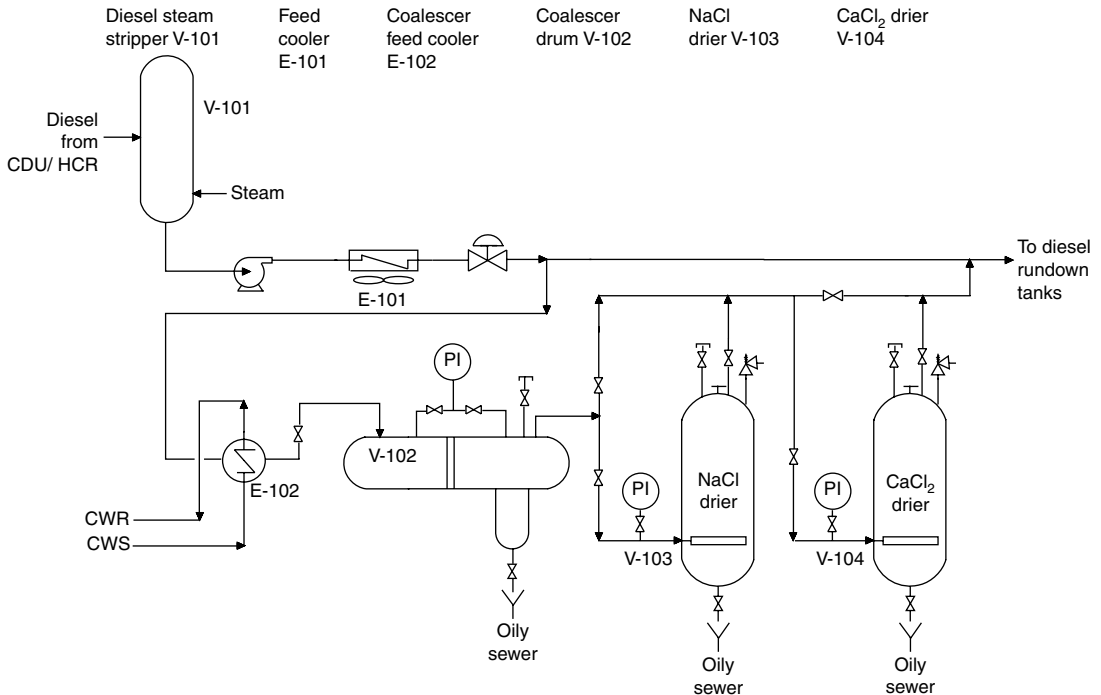 Diesel steam
stripper V-101
Feed
cooler
E-101
Coalescer
feed cooler
E-102
Coalescer
drum V-102
NaCl
drier V-103
CaCl₂ drier
V-104
V-101
Diesel
from
CDU/ HCR
Steam
E-101
To diesel
rundown
tanks
PI
V-102
E-102
CWR
CWS
PI
NaCl
drier
V-103
PI
CaCl₂
drier
V-104
Oily
sewer
Oily
sewer
Oily
sewer